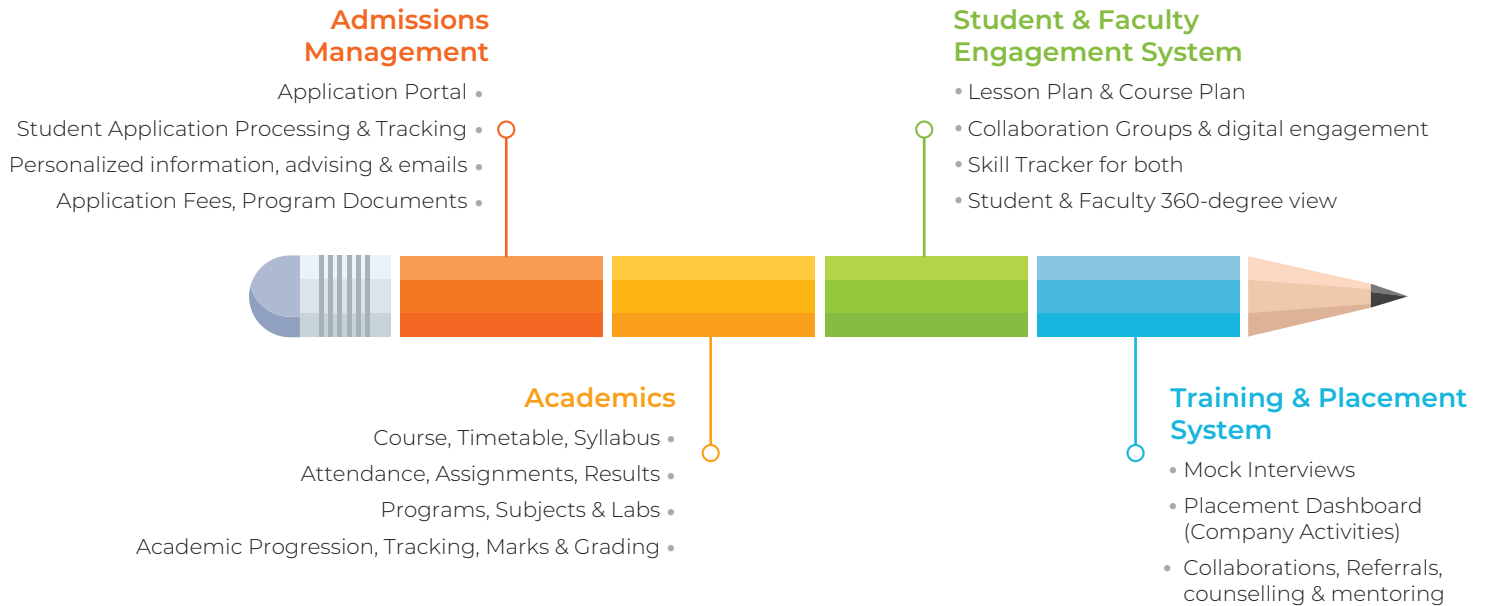 Admissions
Management
Application Portal •
Student Application Processing & Tracking •
Personalized information, advising & emails •
Application Fees, Program Documents •
Student & Faculty
Engagement System
• Lesson Plan & Course Plan
• Collaboration Groups & digital engagement
• Skill Tracker for both
• Student & Faculty 360-degree view
Academics
Course, Timetable, Syllabus •
Attendance, Assignments, Results •
Programs, Subjects & Labs •
Academic Progression, Tracking, Marks & Grading •
Training & Placement
System
• Mock Interviews
• Placement Dashboard
(Company Activities)
• Collaborations, Referrals,
counselling & mentoring